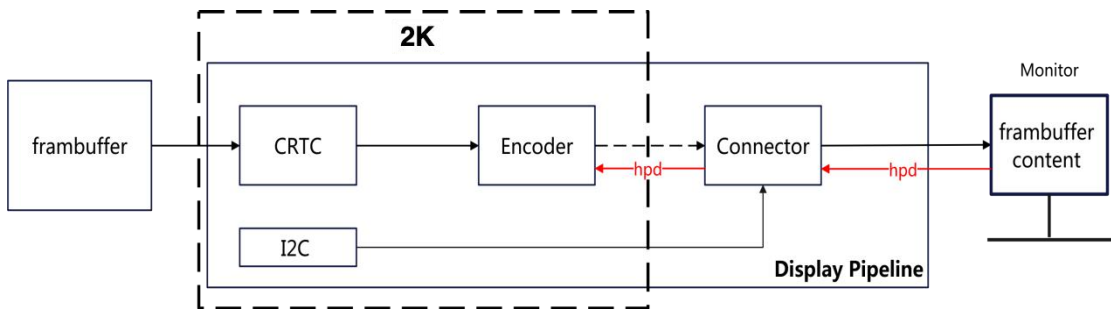 2K
Monitor
frambuffer
CRTC
Encoder
Connector
frambuffer
content
hpd
hpd
I2C
Display Pipeline